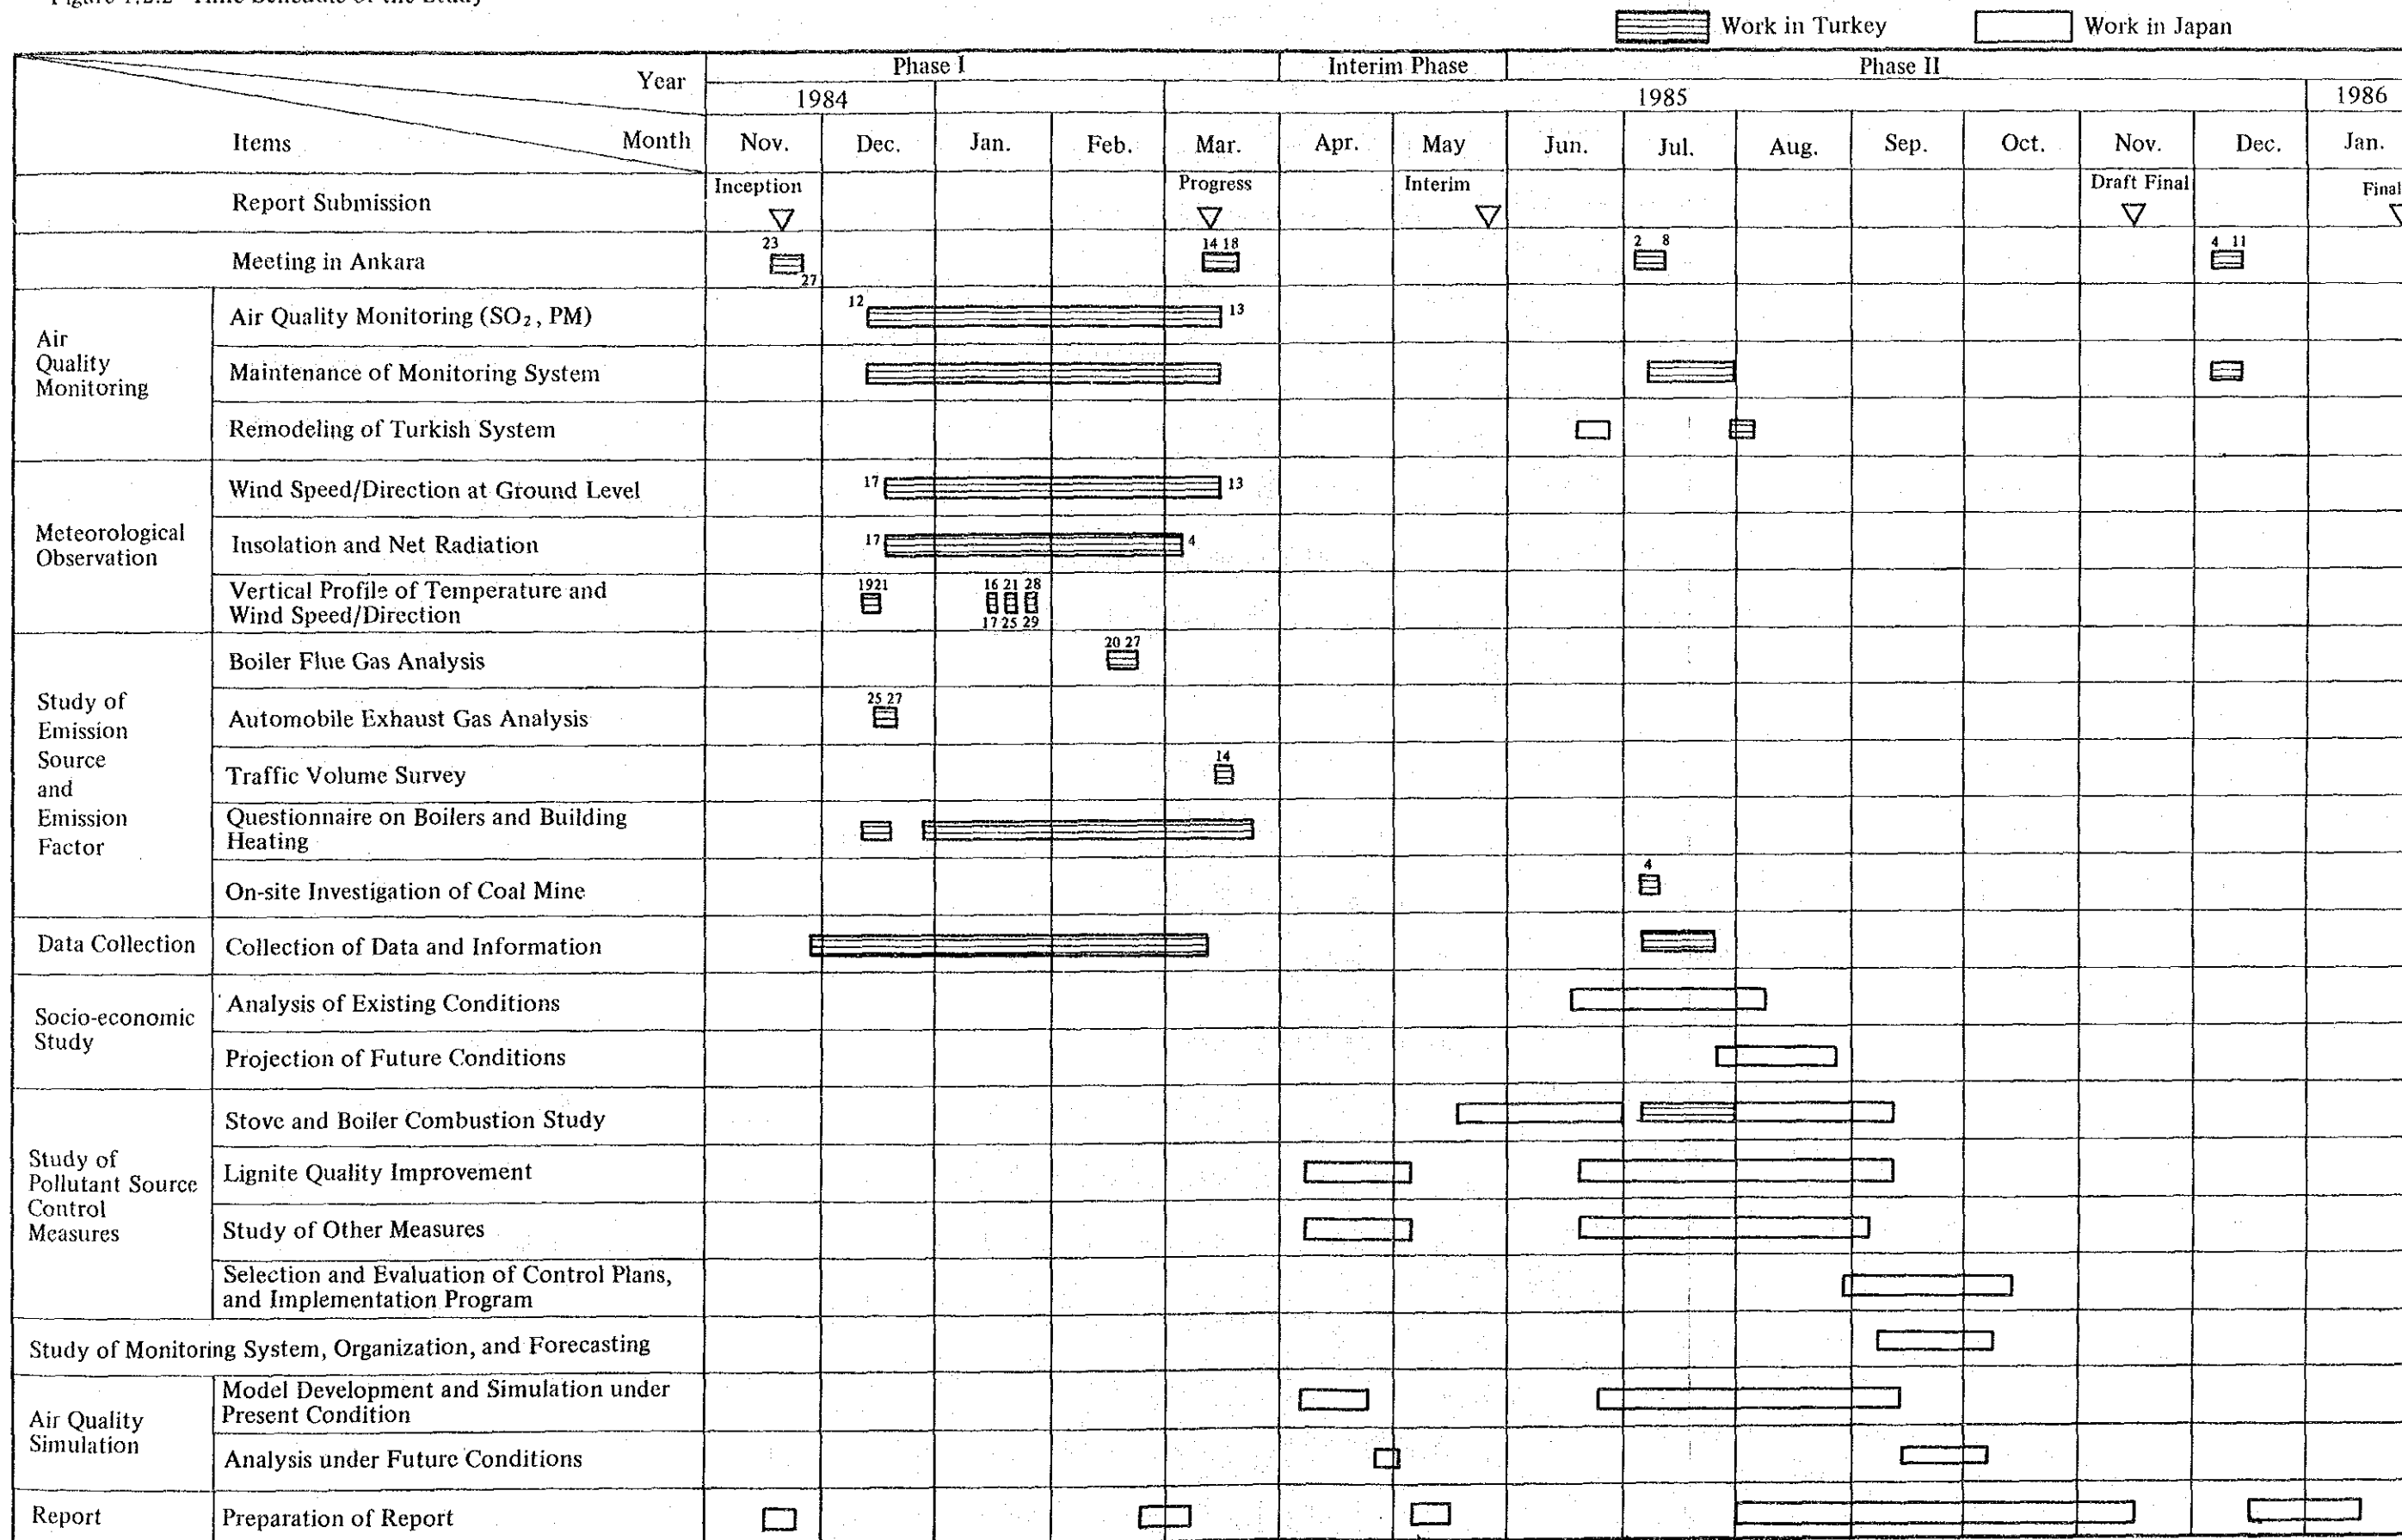 Figure 1.2.2 Time Schedule of the Study
Work in Turkey
Work in Japan
Year
Phase I
Interim Phase
Phase II
1984
1985
1986
Items
Month
Nov.
Dec.
Jan.
Feb.
Mar.
Apr.
May
Jun.
Jul.
Aug.
Sep.
Oct.
Nov.
Dec.
Jan.
Report Submission
Inception
Progress
Interim
Draft Final
Final
Meeting in Ankara
23
27
14 18
2 8
4 11
Air
Quality
Monitoring
Air Quality Monitoring (SO₂, PM)
12
13
Maintenance of Monitoring System
Remodeling of Turkish System
Meteorological
Observation
Wind Speed/Direction at Ground Level
17
13
Insolation and Net Radiation
17
4
Vertical Profile of Temperature and
Wind Speed/Direction
1921
16 21 28
17 25 29
Study of
Emission
Source
and
Emission
Factor
Boiler Flue Gas Analysis
20 27
Automobile Exhaust Gas Analysis
25 27
Traffic Volume Survey
14
Questionnaire on Boilers and Building
Heating
On-site Investigation of Coal Mine
4
Data Collection
Collection of Data and Information
Socio-economic
Study
Analysis of Existing Conditions
Projection of Future Conditions
Study of
Pollutant Source
Control
Measures
Stove and Boiler Combustion Study
Lignite Quality Improvement
Study of Other Measures
Selection and Evaluation of Control Plans,
and Implementation Program
Study of Monitoring System, Organization, and Forecasting
Air Quality
Simulation
Model Development and Simulation under
Present Condition
Analysis under Future Conditions
Report
Preparation of Report